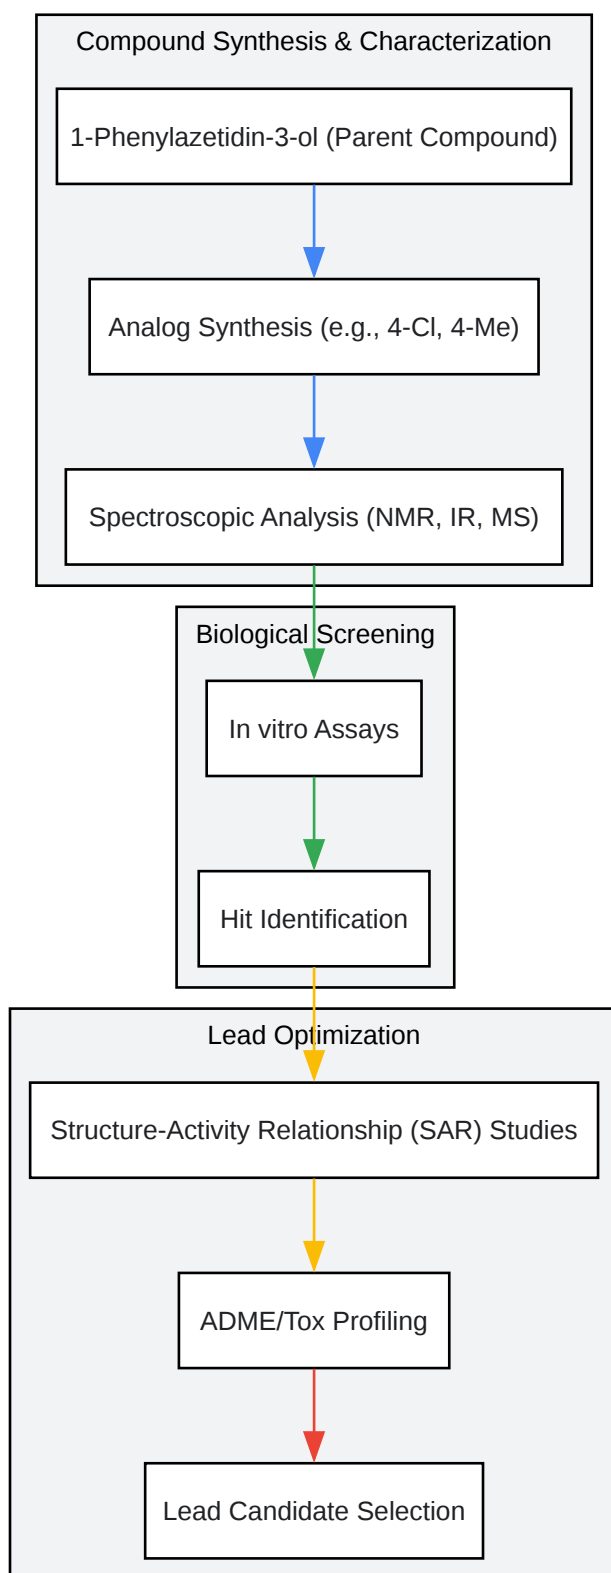 Compound Synthesis & Characterization
1-Phenylazetidin-3-ol (Parent Compound)
Analog Synthesis (e.g., 4-Cl, 4-Me)
Spectroscopic Analysis (NMR, IR, MS)
Biological Screening
In vitro Assays
Hit Identification
Lead Optimization
Structure-Activity Relationship (SAR) Studies
ADME/Tox Profiling
Lead Candidate Selection